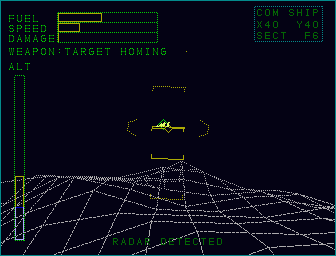 FUEL
SPEED
DAMAGE
WEAPON:TARGET HOMING
ALT
COM SHIP
X40 Y40
SECT F6
RADAR DETECTED